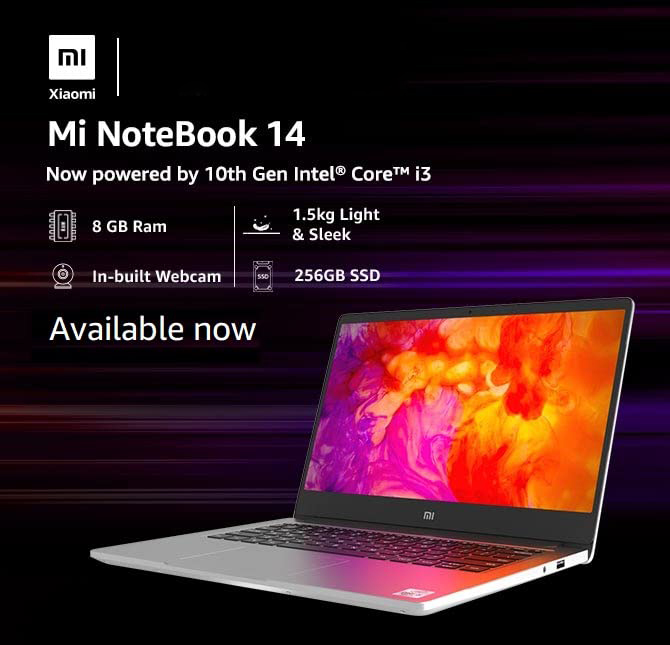 mi
Xiaomi
Mi NoteBook 14
Now powered by 10th Gen Intel® Core™ i3
8 GB Ram
1.5kg Light
& Sleek
In-built Webcam
SSD
256GB SSD
Available now
mi